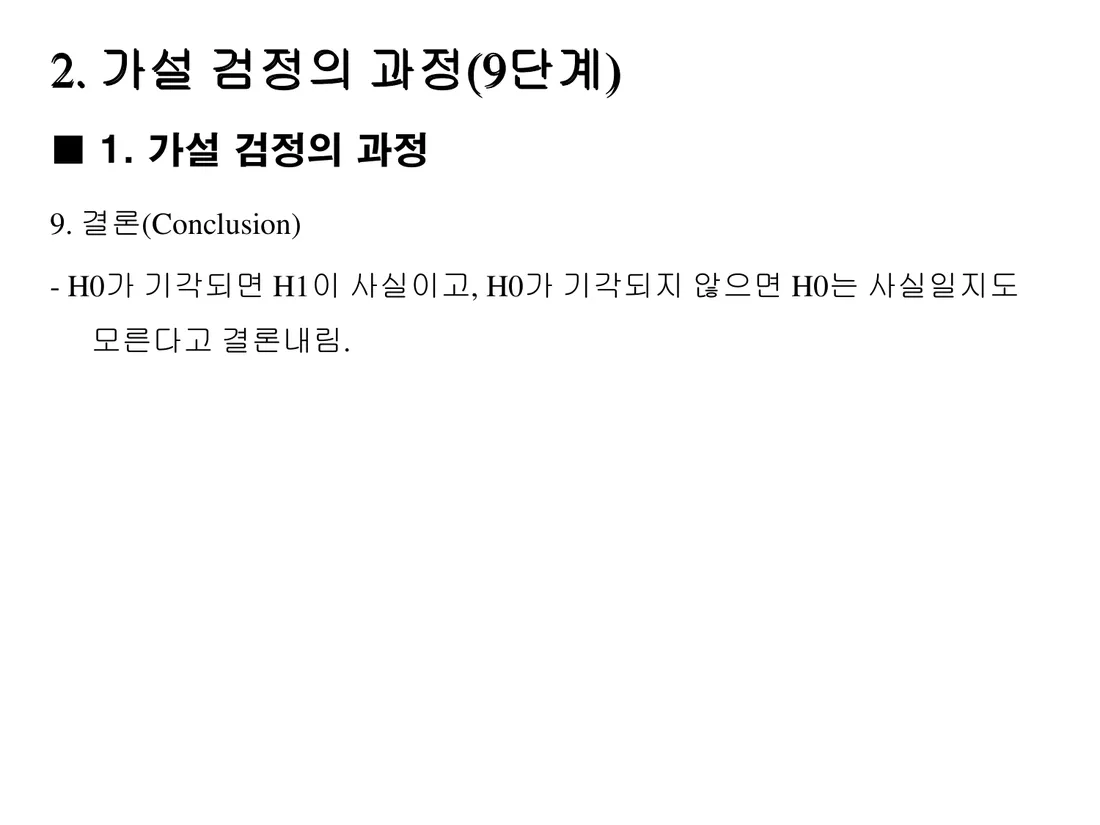 2. 가설 검정의 과정(9단계)
■ 1. 가설 검정의 과정
9. 결론(Conclusion)
- H0가 기각되면 H1이 사실이고, H0가 기각되지 않으면 H0는 사실일지도
모른다고 결론내림.